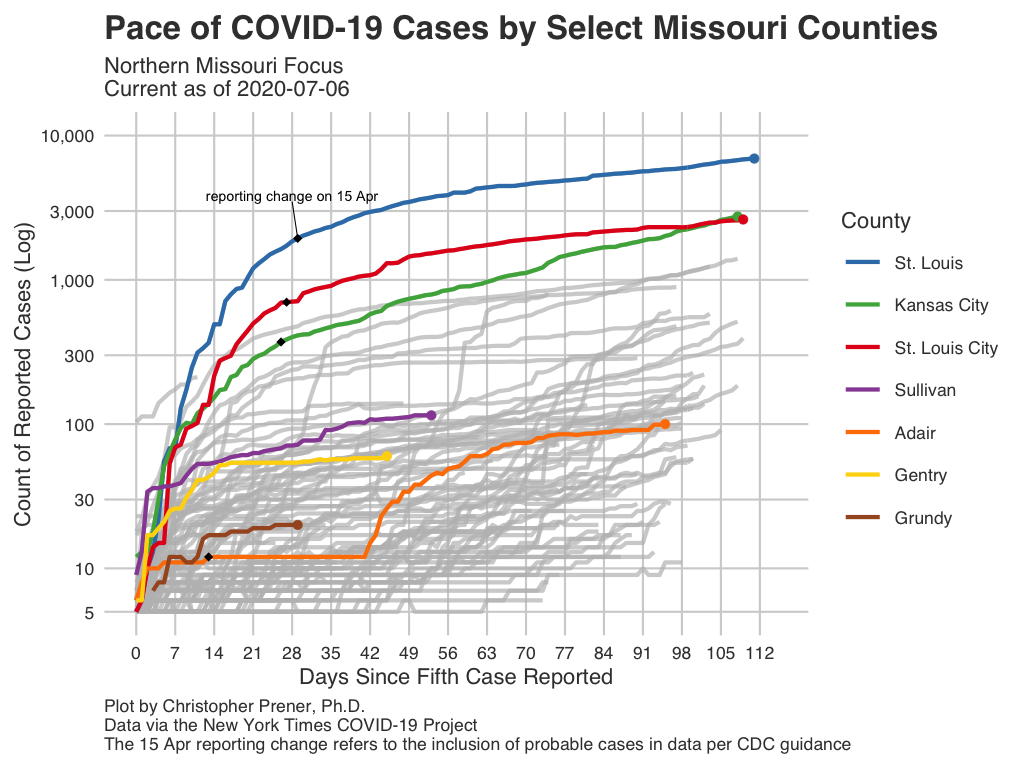 Pace of COVID-19 Cases by Select Missouri Counties
Northern Missouri Focus
Current as of 2020-07-06
Count of Reported Cases (Log)
10,000
3,000
1,000
300
100
30
10
5
reporting change on 15 Apr
0 7 14 21 28 35 42 49 56 63 70 77 84 91 98 105 112
Days Since Fifth Case Reported
County
St. Louis
Kansas City
St. Louis City
Sullivan
Adair
Gentry
Grundy
Plot by Christopher Prener, Ph.D.
Data via the New York Times COVID-19 Project
The 15 Apr reporting change refers to the inclusion of probable cases in data per CDC guidance